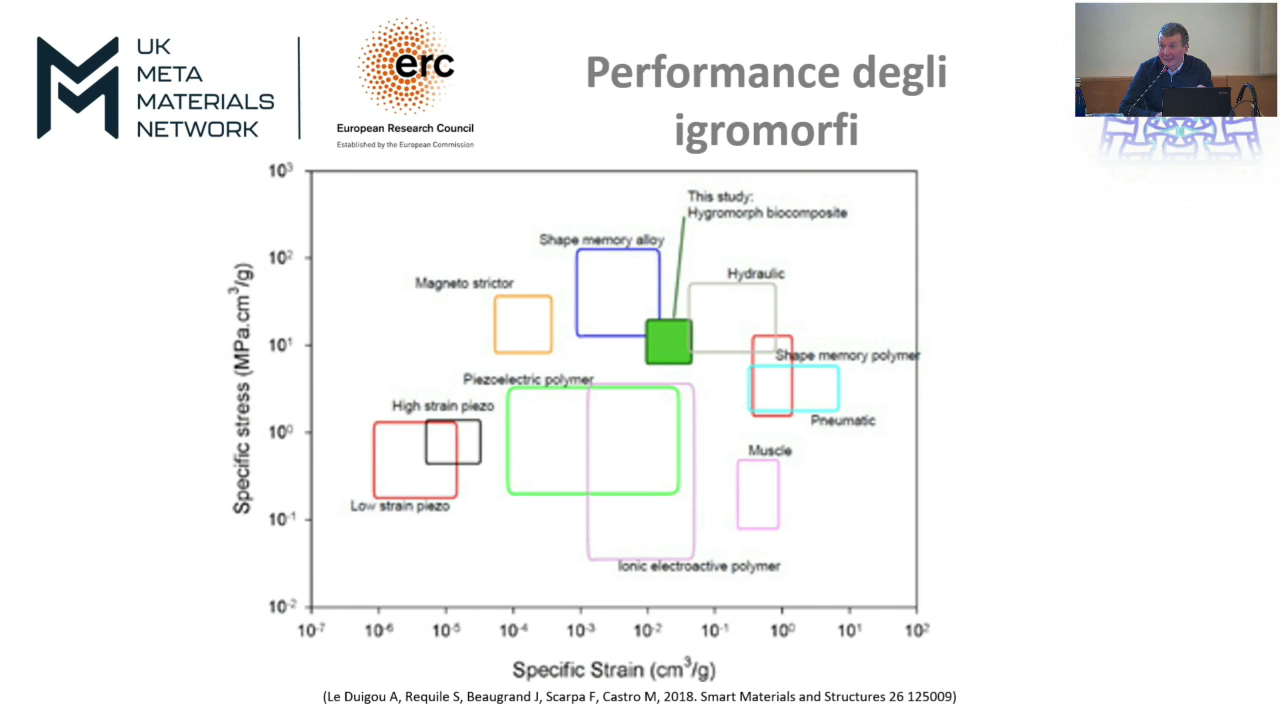 UK
META
MATERIALS
NETWORK
erc
European Research Council
Established by the European Commission
Performance degli
igromorfi
10³
10²
10¹
10⁰
10⁻¹
10⁻²
Specific stress (MPa.cm³/g)
This study:
Hygromorph biocomposite
Shape memory alloy
Hydraulic
Magneto strictor
Shape memory polymer
Piezoelectric polymer
High strain piezo
Pneumatic
Muscle
Low strain piezo
Ionic electroactive polymer
10⁻⁷ 10⁻⁶ 10⁻⁵ 10⁻⁴ 10⁻³ 10⁻² 10⁻¹ 10⁰ 10¹ 10²
Specific Strain (cm³/g)
(Le Duigou A, Requile S, Beaugrand J, Scarpa F, Castro M, 2018. Smart Materials and Structures 26 125009)